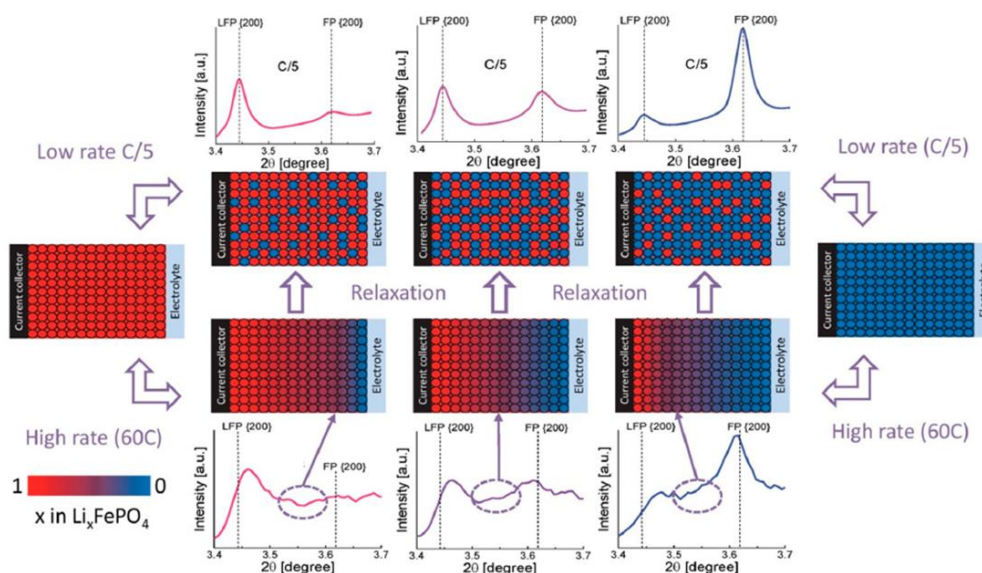 LFP {200}
FP {200}
C/5
Intensity [a.u.]
3.4 3.5 3.6 3.7
2θ [degree]
LFP {200}
FP {200}
C/5
Intensity [a.u.]
3.4 3.5 3.6 3.7
2θ [degree]
LFP {200}
FP {200}
C/5
Intensity [a.u.]
3.4 3.5 3.6 3.7
2θ [degree]
Low rate C/5
Low rate (C/5)
Current collector
Electrolyte
Current collector
Electrolyte
Current collector
Electrolyte
Current collector
Electrolyte
Relaxation
Relaxation
Current collector
Electrolyte
Current collector
Electrolyte
Current collector
Electrolyte
Current collector
Electrolyte
High rate (60C)
High rate (60C)
1 0
x in LiₓFePO₄
LFP {200}
FP {200}
Intensity [a.u.]
3.4 3.5 3.6 3.7
2θ [degree]
LFP {200}
FP {200}
Intensity [a.u.]
3.4 3.5 3.6 3.7
2θ [degree]
LFP {200}
FP {200}
Intensity [a.u.]
3.4 3.5 3.6 3.7
2θ [degree]